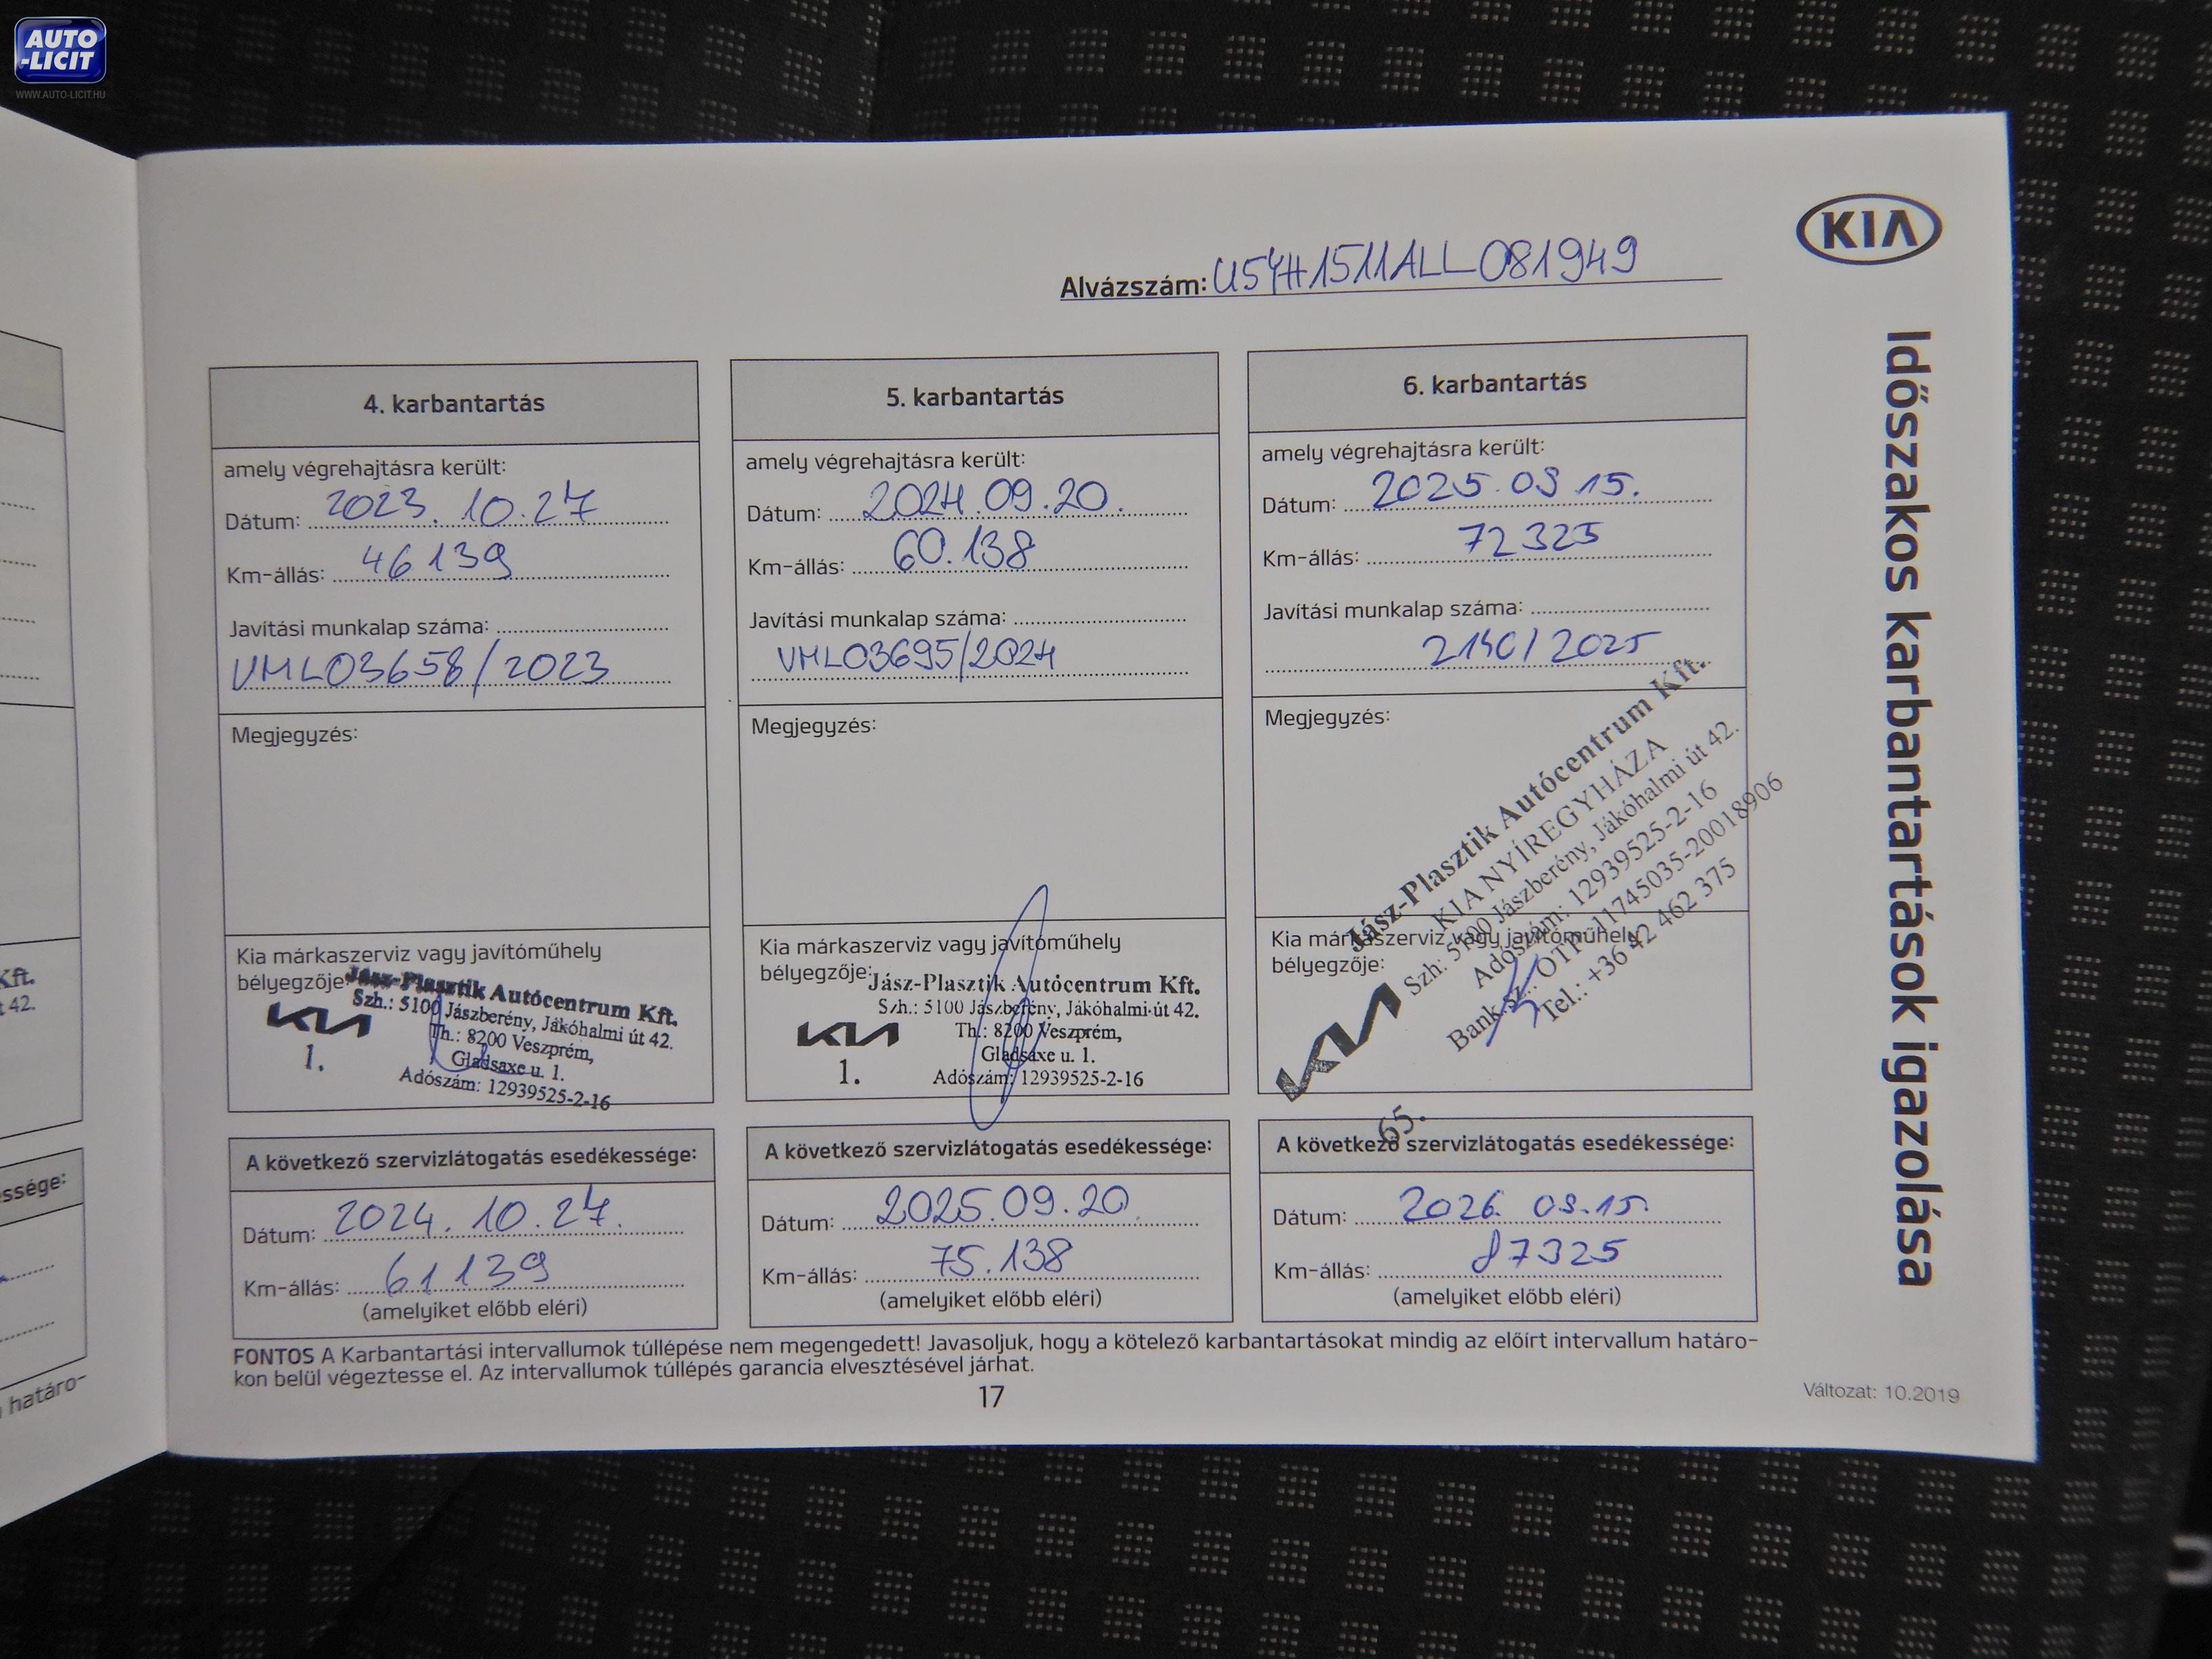 AUTO
-LICIT
WWW.AUTO-LICIT.HU
KIA
Alvázszám: U5YH1511ALL081949
Időszakos karbantartások igazolása
4. karbantartás
amely végrehajtásra került:
Dátum: 2023. 10.27
Km-állás: 46139
Javítási munkalap száma:
VML03658/2023
Megjegyzés:
Kia márkaszerviz vagy javítóműhely
bélyegzője:
Jász-Plasztik Autócentrum Kft.
Szh.: 5100 Jászberény, Jákóhalmi út 42.
Th.: 8200 Veszprém,
Gladsaxe u. 1.
Adószám: 12939525-2-16
KIA
1.
A következő szervizlátogatás esedékessége:
Dátum: 2024. 10.27.
Km-állás: 61139
(amelyiket előbb eléri)
5. karbantartás
amely végrehajtásra került:
Dátum: 2024.09.20.
Km-állás: 60.138
Javítási munkalap száma:
VML03695/2024
Megjegyzés:
Kia márkaszerviz vagy javítóműhely
bélyegzője:
Jász-Plasztik Autócentrum Kft.
Szh.: 5100 Jászberény, Jákóhalmi út 42.
Th.: 8200 Veszprém,
Gladsaxe u. 1.
Adószám: 12939525-2-16
KIA
1.
A következő szervizlátogatás esedékessége:
Dátum: 2025.09.20.
Km-állás: 75.138
(amelyiket előbb eléri)
6. karbantartás
amely végrehajtásra került:
Dátum: 2025.09 15.
Km-állás: 72325
Javítási munkalap száma:
2140/2025
Megjegyzés:
Kia márkaszerviz vagy javítóműhely
bélyegzője:
Jász-Plasztik Autócentrum Kft.
KIA NYÍREGYHÁZA
Szh: 5100 Jászberény, Jákóhalmi út 42.
Adószám: 12939525-2-16
Bank.sz.: OTP 11745035-20018906
Tel.: +36 42 462 375
KIA
65.
A következő szervizlátogatás esedékessége:
Dátum: 2026. 09.15.
Km-állás: 87325
(amelyiket előbb eléri)
FONTOS A Karbantartási intervallumok túllépése nem megengedett! Javasoljuk, hogy a kötelező karbantartásokat mindig az előírt intervallum határo-
kon belül végeztesse el. Az intervallumok túllépés garancia elvesztésével járhat.
17
Változat: 10.2019
Kft.
42.
ssége:
határo-